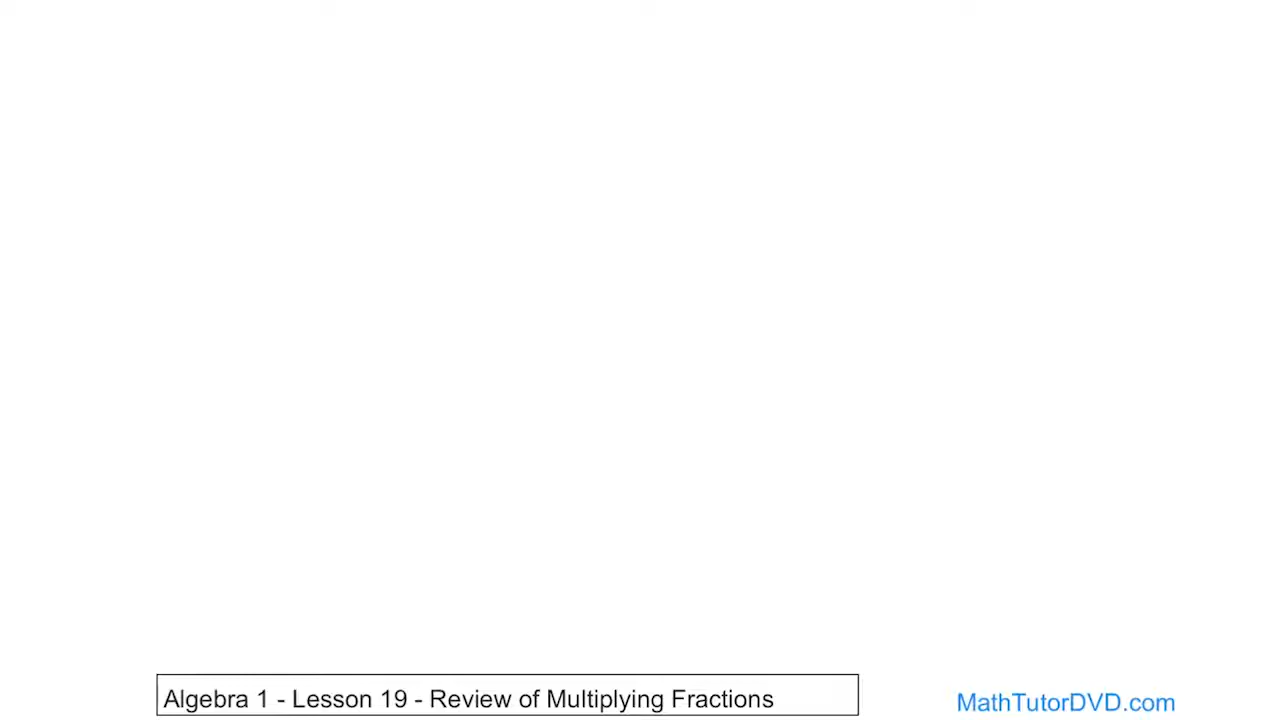 Algebra 1 - Lesson 19 - Review of Multiplying Fractions
MathTutorDVD.com